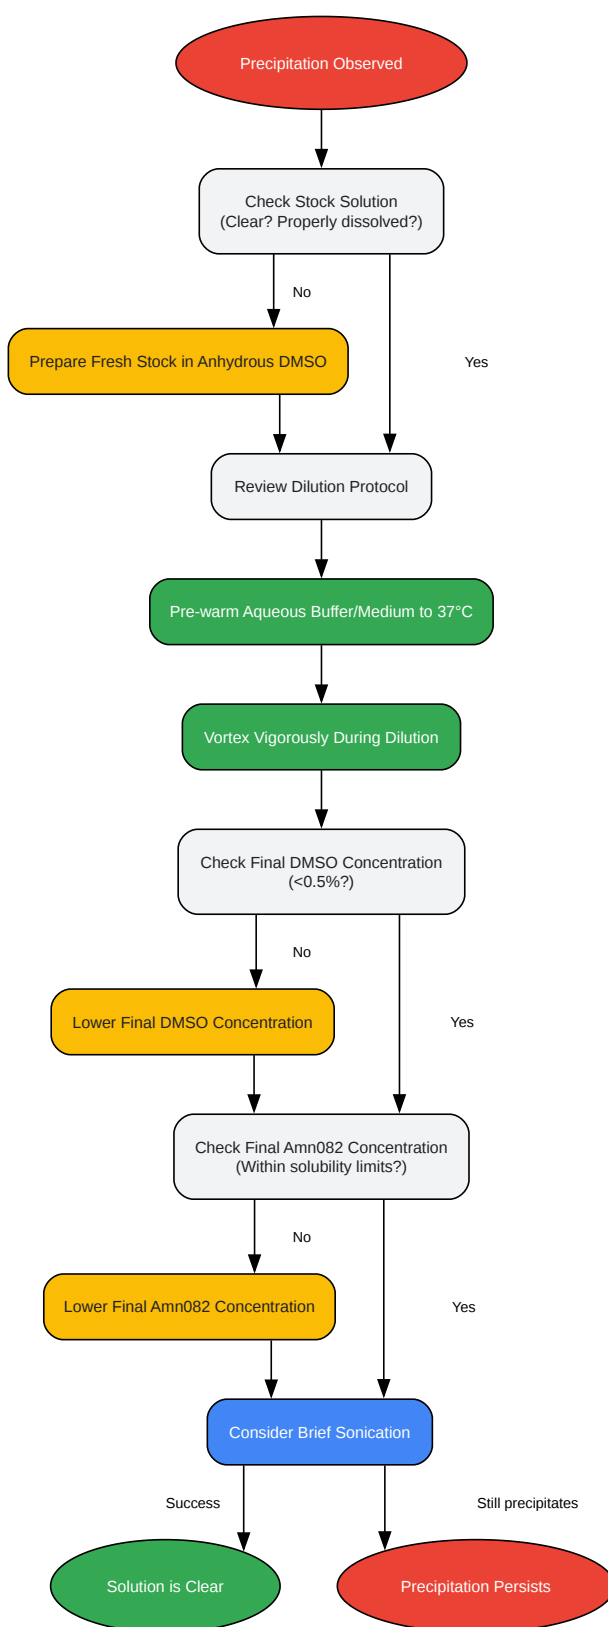 Precipitation Observed
Check Stock Solution
(Clear? Properly dissolved?)
No
Prepare Fresh Stock in Anhydrous DMSO
Yes
Review Dilution Protocol
Pre-warm Aqueous Buffer/Medium to 37°C
Vortex Vigorously During Dilution
Check Final DMSO Concentration
(<0.5%?)
No
Lower Final DMSO Concentration
Yes
Check Final Amn082 Concentration
(Within solubility limits?)
No
Lower Final Amn082 Concentration
Yes
Consider Brief Sonication
Success
Still precipitates
Solution is Clear
Precipitation Persists